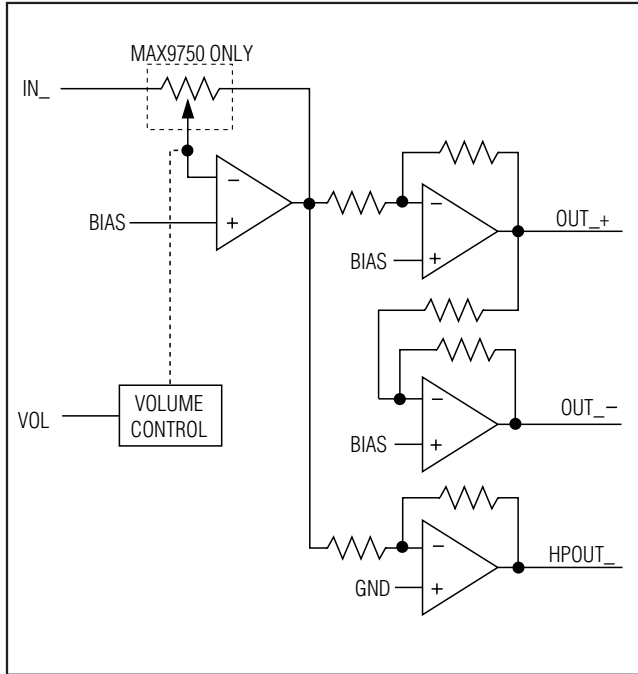 MAX9750 ONLY
IN_
−
+
BIAS
−
+
BIAS
OUT_+
−
+
BIAS
OUT_−
VOL
VOLUME
CONTROL
−
+
GND
HPOUT_